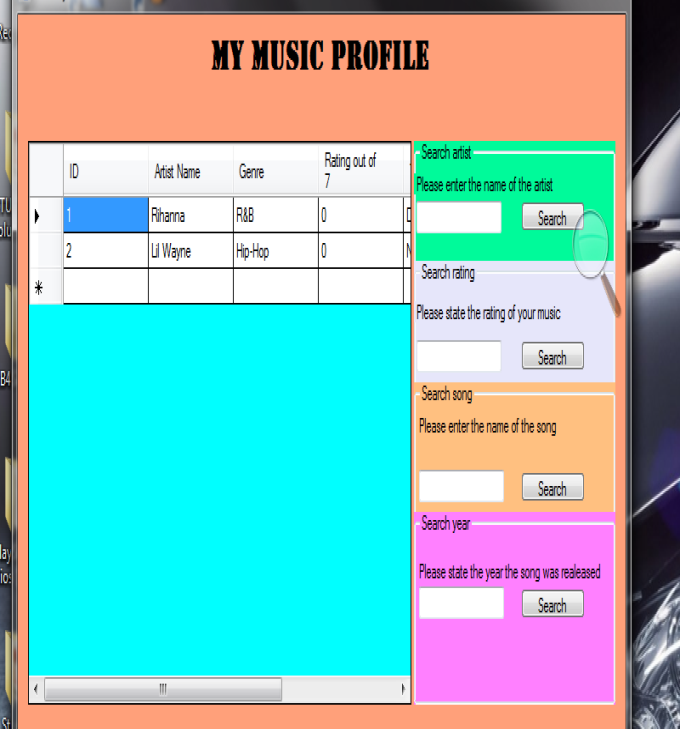 MY MUSIC PROFILE
ID Artist Name Genre Rating out of 7
1 Rihanna R&B 0
2 Lil Wayne Hip-Hop 0
Search artist
Please enter the name of the artist
Search
Search rating
Please state the rating of your music
Search
Search song
Please enter the name of the song
Search
Search year
Please state the year the song was realeased
Search